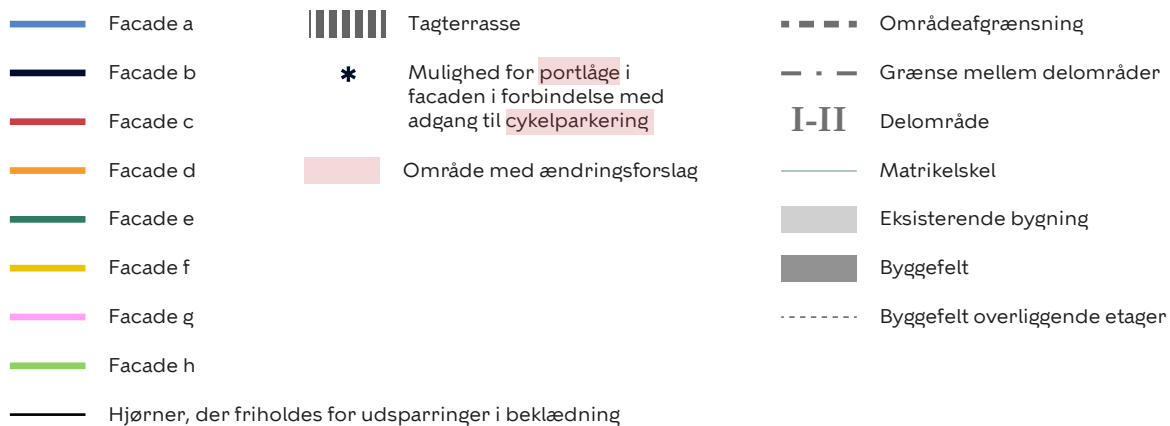 Facade a
Facade b
Facade c
Facade d
Facade e
Facade f
Facade g
Facade h
Hjørner, der friholdes for udsparringer i beklædning
Tagterrasse
* Mulighed for portlåge i
facaden i forbindelse med
adgang til cykelparkering
Område med ændringsforslag
Områdeafgrænsning
Grænse mellem delområder
I-II Delområde
Matrikelskel
Eksisterende bygning
Byggefelt
Byggefelt overliggende etager